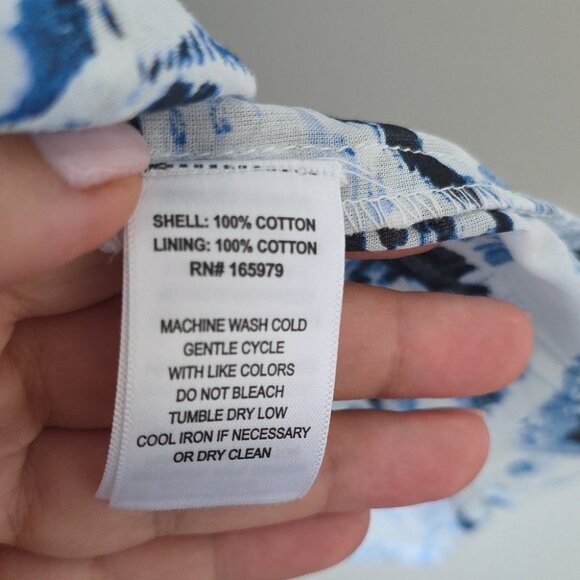 SHELL: 100% COTTON
LINING: 100% COTTON
RN# 165979
MACHINE WASH COLD
GENTLE CYCLE
WITH LIKE COLORS
DO NOT BLEACH
TUMBLE DRY LOW
COOL IRON IF NECESSARY
OR DRY CLEAN